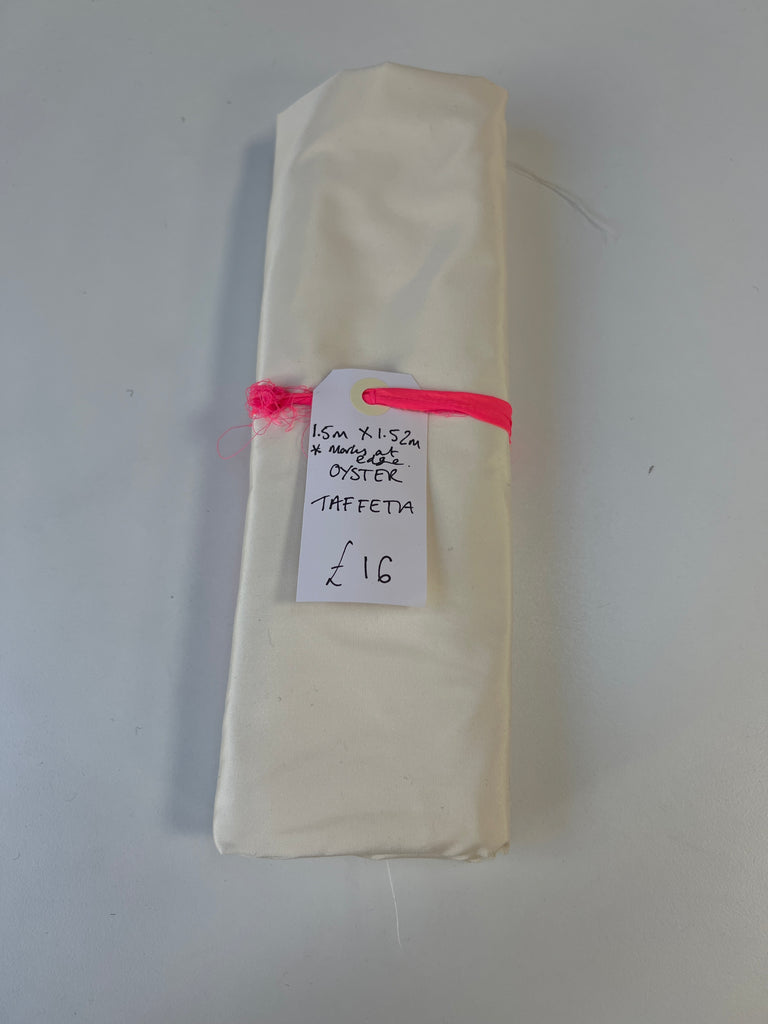 1.5m X 1.52m
* Marks at
edge.
OYSTER
TAFFETA
£16